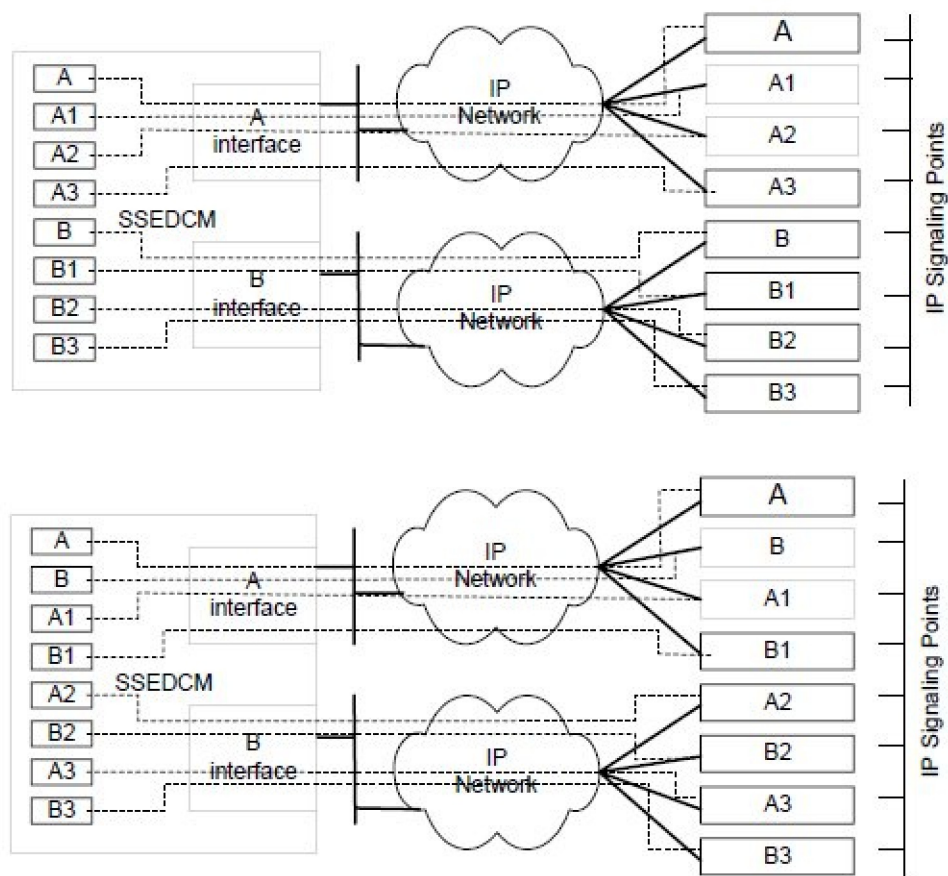 A
A1
A2
A3
SSEDCM
B
B1
B2
B3
A
interface
B
interface
IP
Network
IP
Network
A
A1
A2
A3
B
B1
B2
B3
IP Signaling Points
A
B
A1
B1
SSEDCM
A2
B2
A3
B3
A
interface
B
interface
IP
Network
IP
Network
A
B
A1
B1
A2
B2
A3
B3
IP Signaling Points